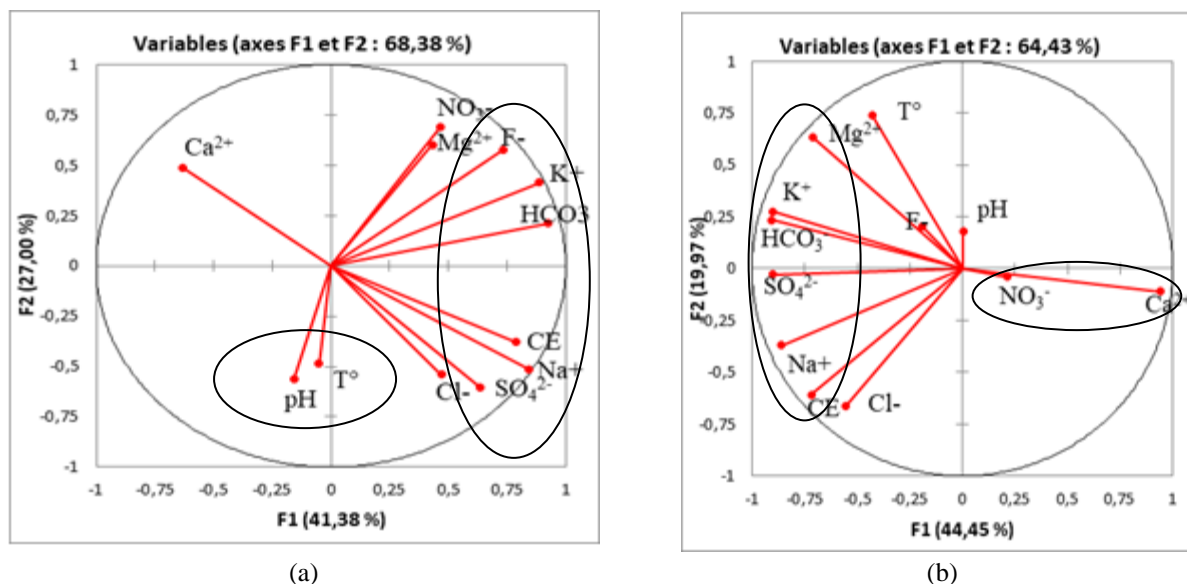 Variables (axes F1 et F2 : 68,38 %)
1
0,75
0,5
0,25
0
-0,25
-0,5
-0,75
-1
F2 (27,00 %)
Ca²⁺
NO₃-
Mg²⁺
F-
K+
HCO3
CE
Na+
SO₄²⁻
Cl-
T°
pH
-1 -0,75 -0,5 -0,25 0 0,25 0,5 0,75 1
F1 (41,38 %)
(a)
Variables (axes F1 et F2 : 64,43 %)
1
0,75
0,5
0,25
0
-0,25
-0,5
-0,75
-1
F2 (19,97 %)
T°
Mg²⁺
K⁺
pH
F-
HCO₃⁻
SO₄²⁻
NO₃⁻
Ca²⁺
Na+
CE
Cl-
-1 -0,75 -0,5 -0,25 0 0,25 0,5 0,75 1
F1 (44,45 %)
(b)